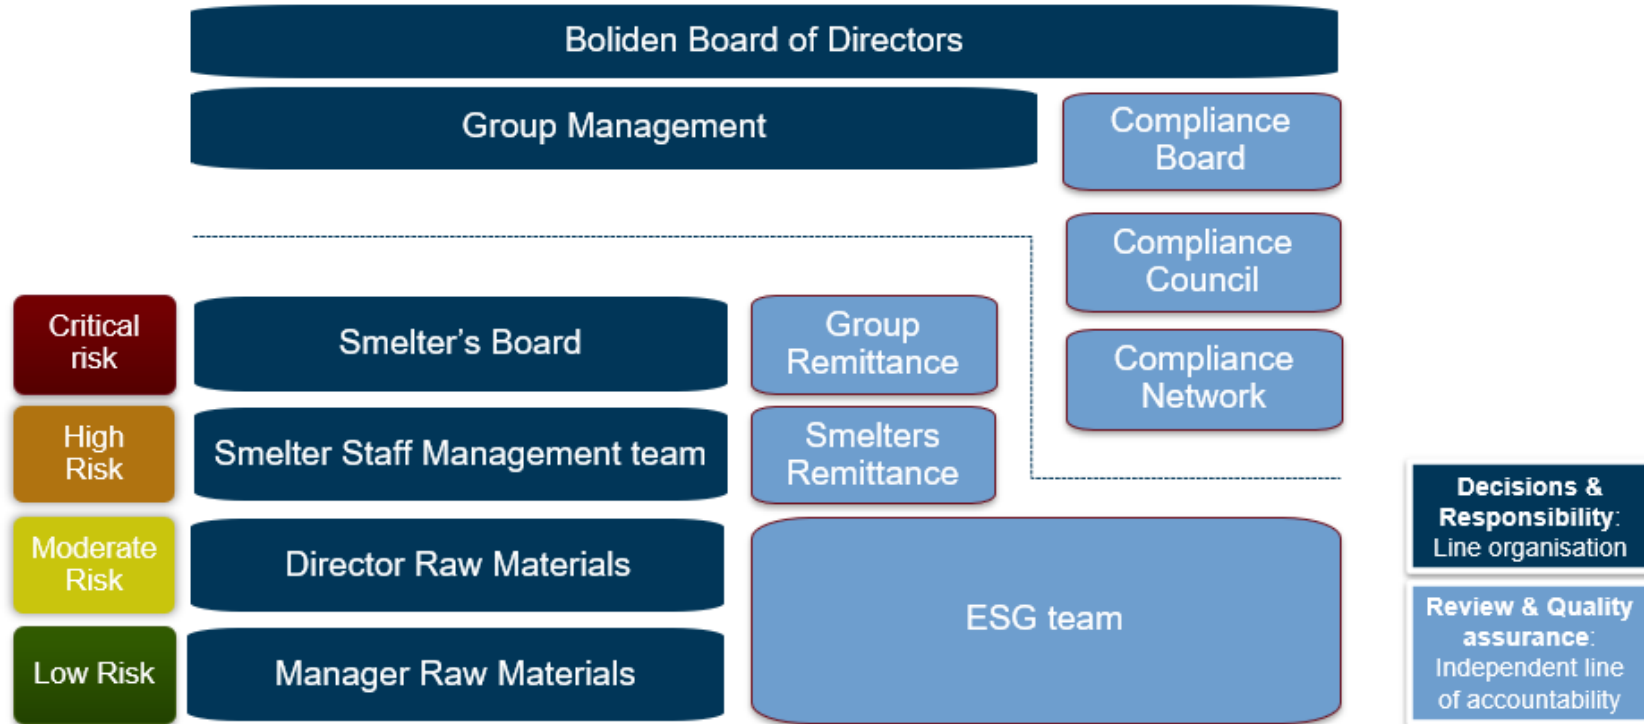 Boliden Board of Directors
Group Management
Compliance
Board
Compliance
Council
Critical
risk
Smelter's Board
Group
Remittance
Compliance
Network
High
Risk
Smelter Staff Management team
Smelters
Remittance
Moderate
Risk
Director Raw Materials
ESG team
Low Risk
Manager Raw Materials
Decisions &
Responsibility:
Line organisation
Review & Quality
assurance:
Independent line
of accountability